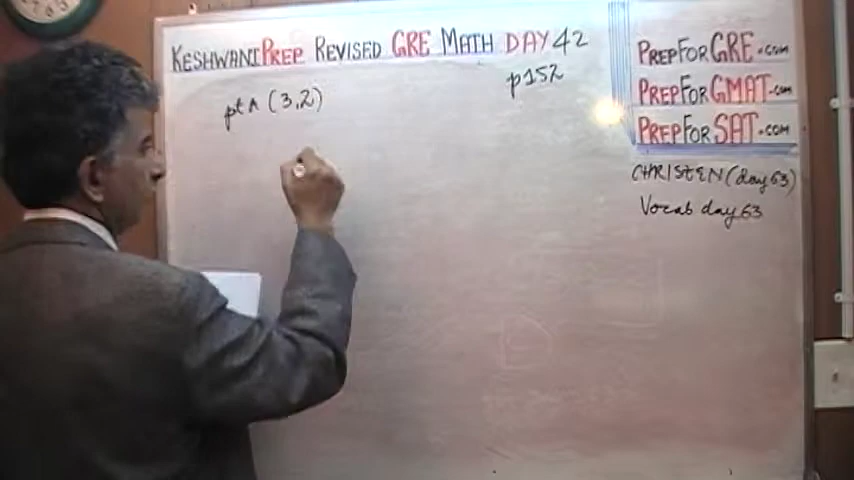 KESHWANIPREP REVISED GRE MATH DAY 42
p152
pt A (3,2)
PREPFORGRE.COM
PREPFORGMAT.COM
PREPFORSAT.COM
CHRISTEN (day 63)
Vocab day 63